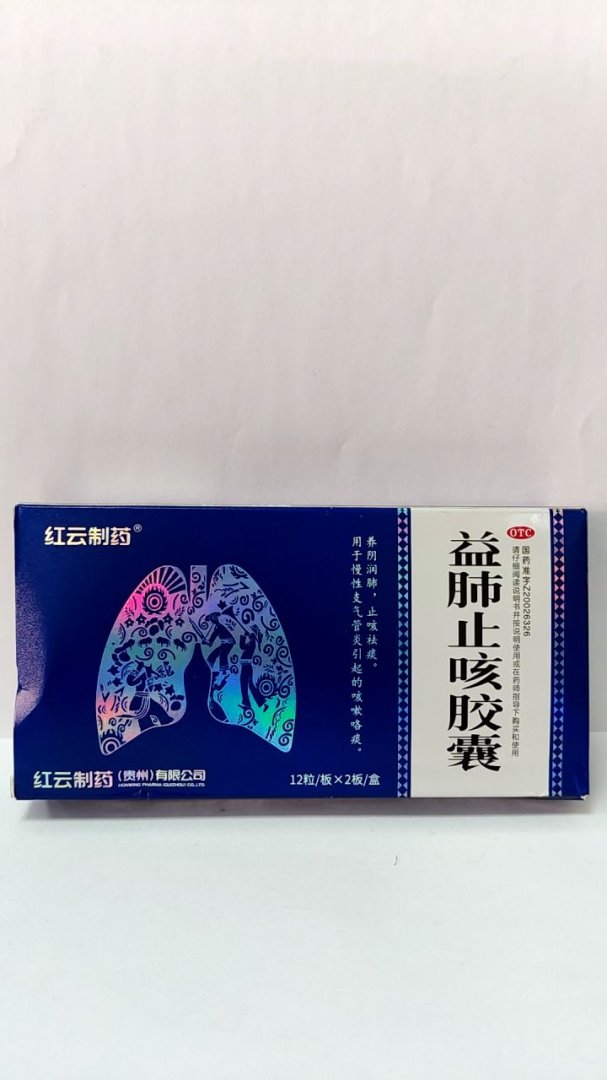 红云制药®
养阴润肺，止咳祛痰。
用于慢性支气管炎引起的咳嗽咯痰。
红云制药（贵州）有限公司
HONWING PHARMA (GUIZHOU) CO.,LTD.
12粒/板×2板/盒
益肺止咳胶囊
OTC
国药准字Z20026326
请仔细阅读说明书并按说明使用或在药师指导下购买和使用